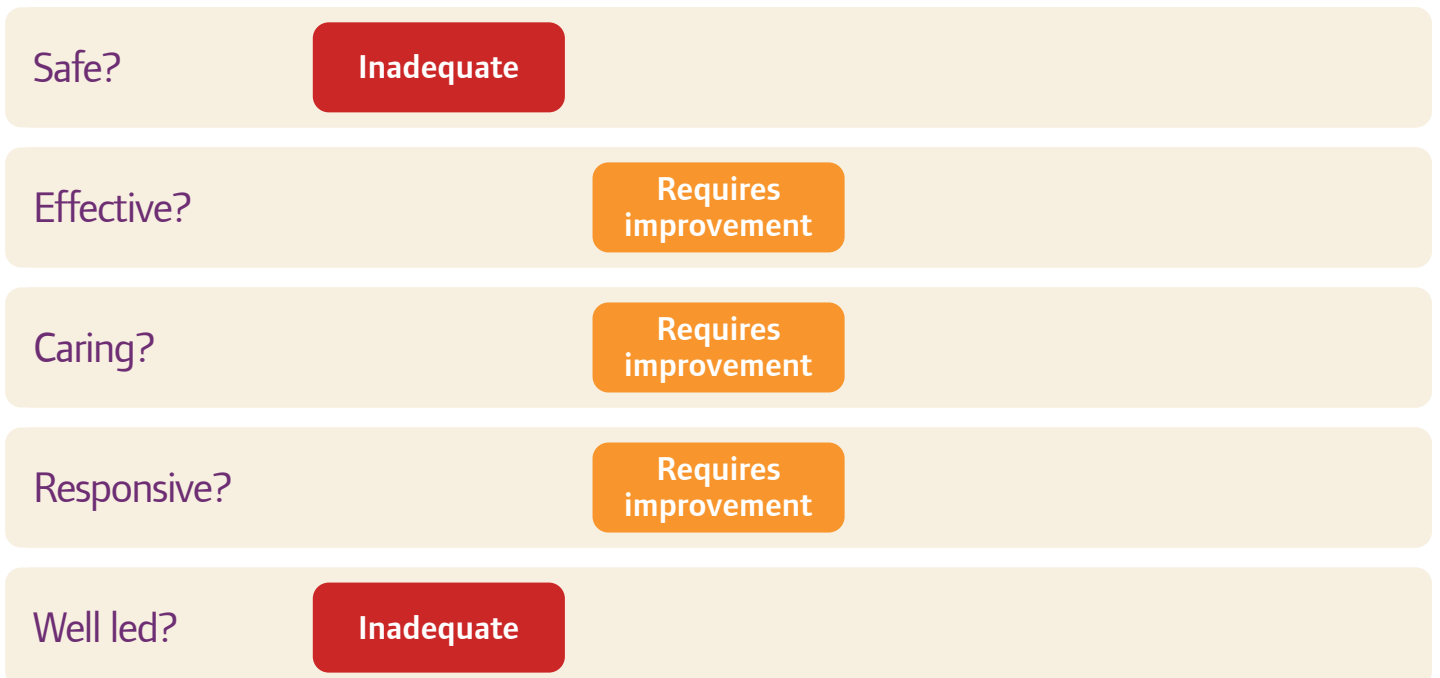 Safe?
Inadequate
Effective?
Requires
improvement
Caring?
Requires
improvement
Responsive?
Requires
improvement
Well led?
Inadequate